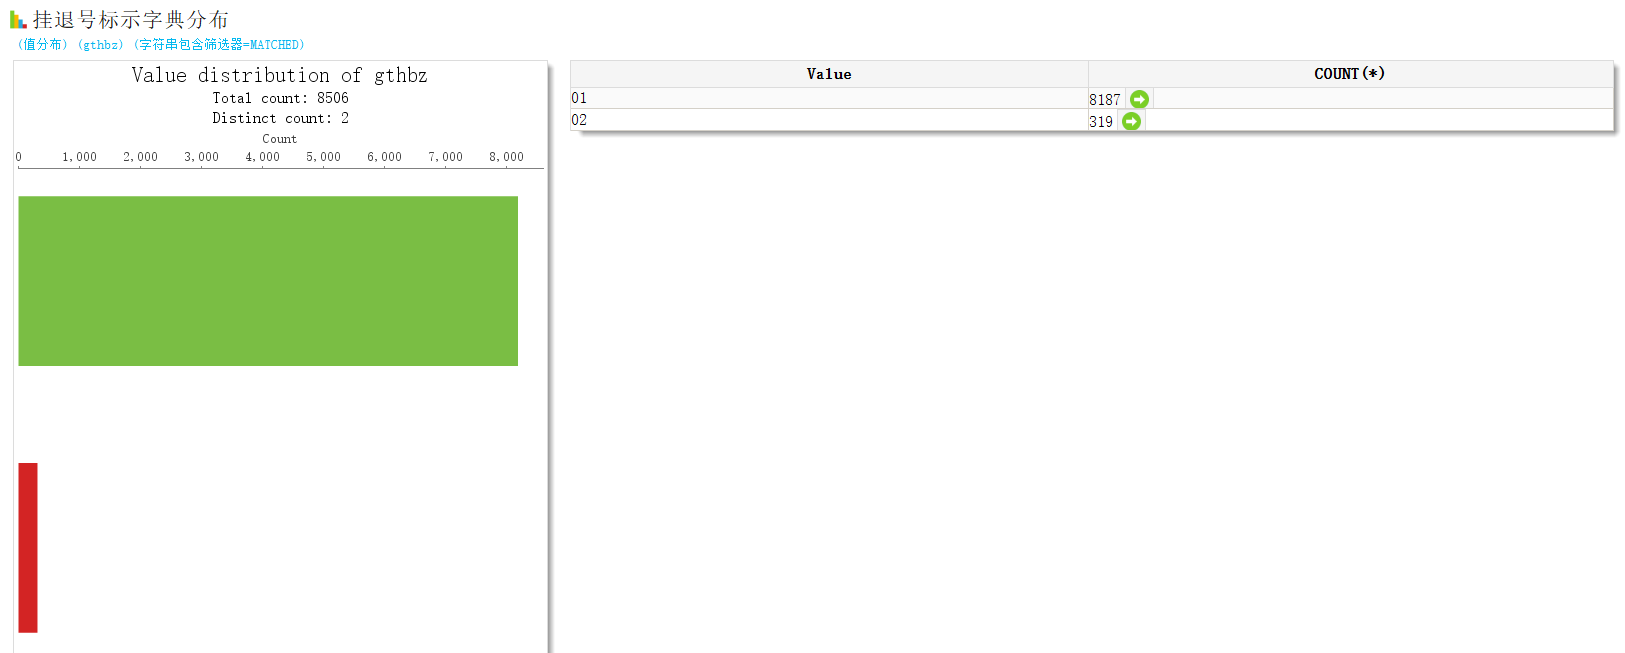 挂退号标示字典分布
(值分布) (gthbz) (字符串包含筛选器=MATCHED)
Value distribution of gthbz
Total count: 8506
Distinct count: 2
Count
0 1,000 2,000 3,000 4,000 5,000 6,000 7,000 8,000
Value COUNT(*)
01 8187
02 319